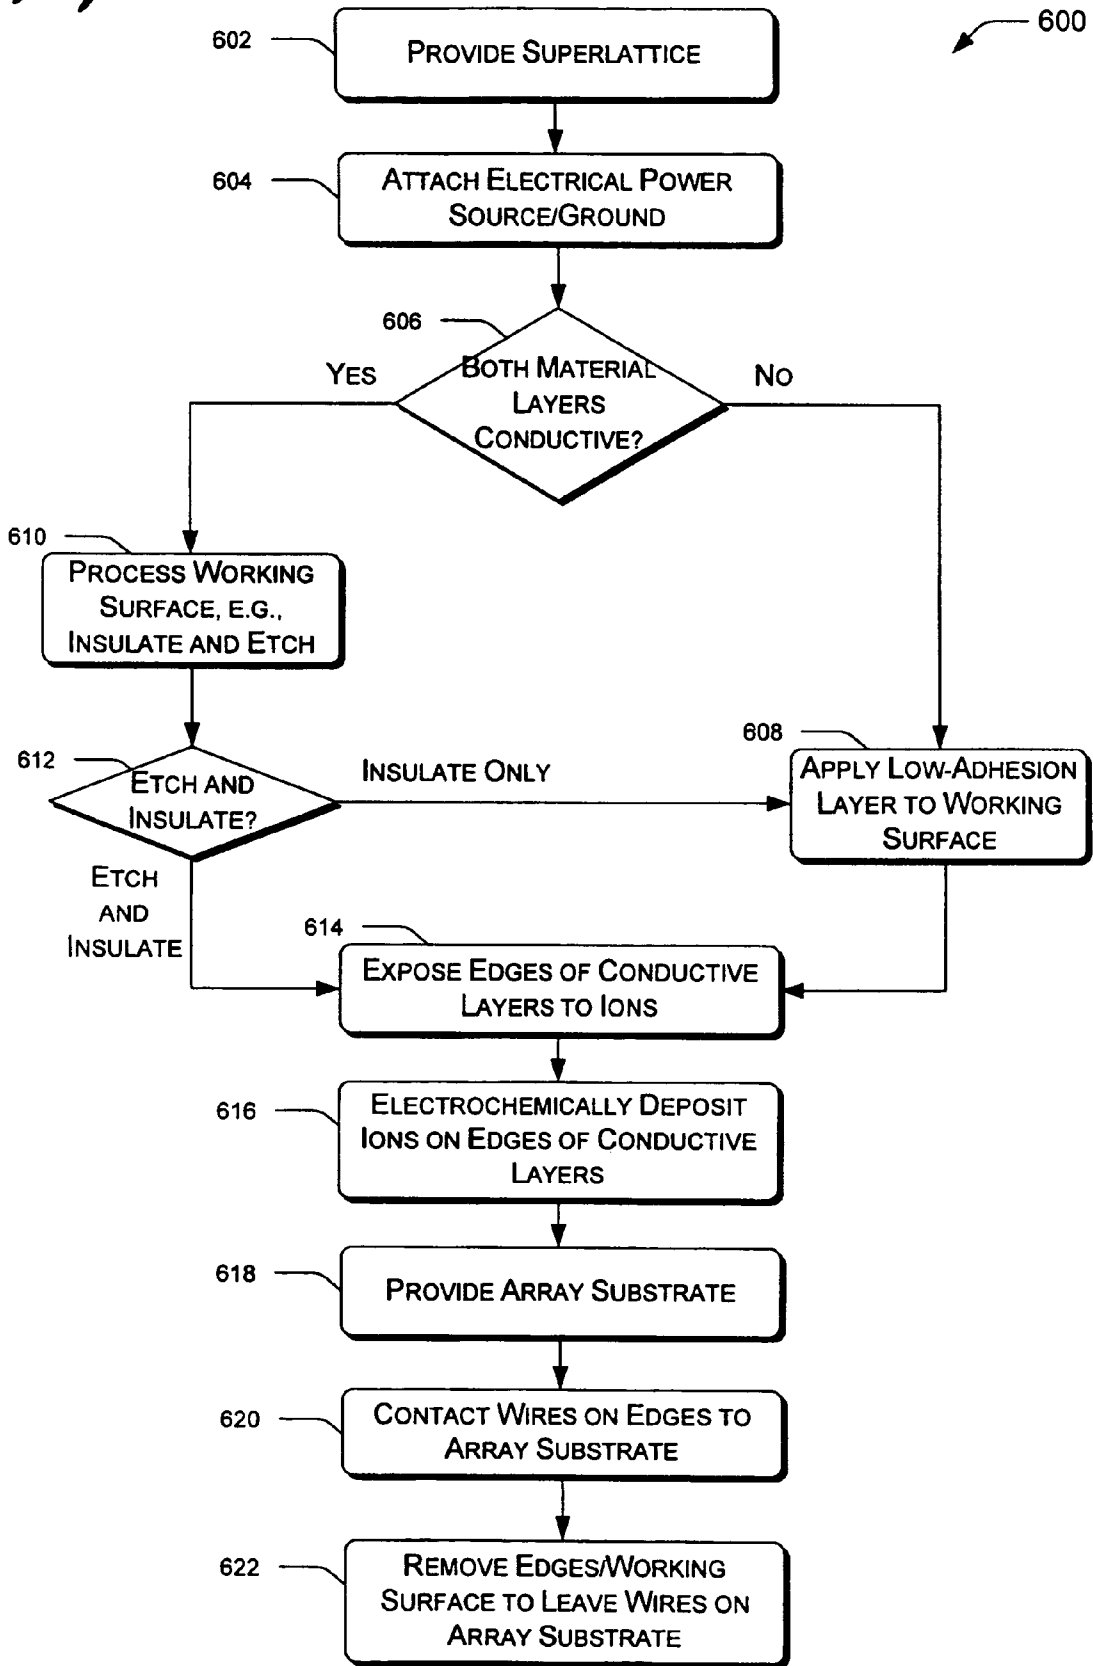 600
602
PROVIDE SUPERLATTICE
604
ATTACH ELECTRICAL POWER
SOURCE/GROUND
606
BOTH MATERIAL
LAYERS
CONDUCTIVE?
YES
NO
610
PROCESS WORKING
SURFACE, E.G.,
INSULATE AND ETCH
612
ETCH AND
INSULATE?
INSULATE ONLY
608
APPLY LOW-ADHESION
LAYER TO WORKING
SURFACE
ETCH
AND
INSULATE
614
EXPOSE EDGES OF CONDUCTIVE
LAYERS TO IONS
616
ELECTROCHEMICALLY DEPOSIT
IONS ON EDGES OF CONDUCTIVE
LAYERS
618
PROVIDE ARRAY SUBSTRATE
620
CONTACT WIRES ON EDGES TO
ARRAY SUBSTRATE
622
REMOVE EDGES/WORKING
SURFACE TO LEAVE WIRES ON
ARRAY SUBSTRATE